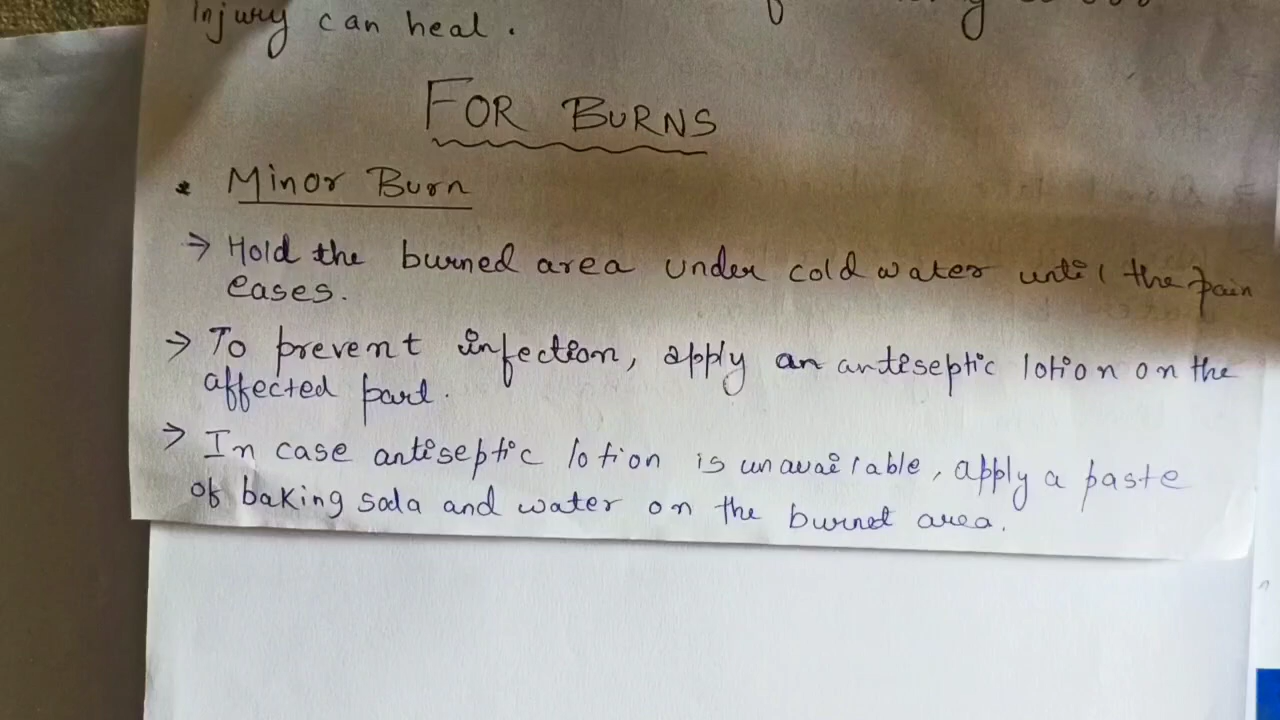 Injury can heal.
FOR BURNS
* Minor Burn
→ Hold the burned area under cold water until the pain
eases.
→ To prevent infection, apply an antiseptic lotion on the
affected part.
→ In case antiseptic lotion is unavailable, apply a paste
of baking soda and water on the burnt area.